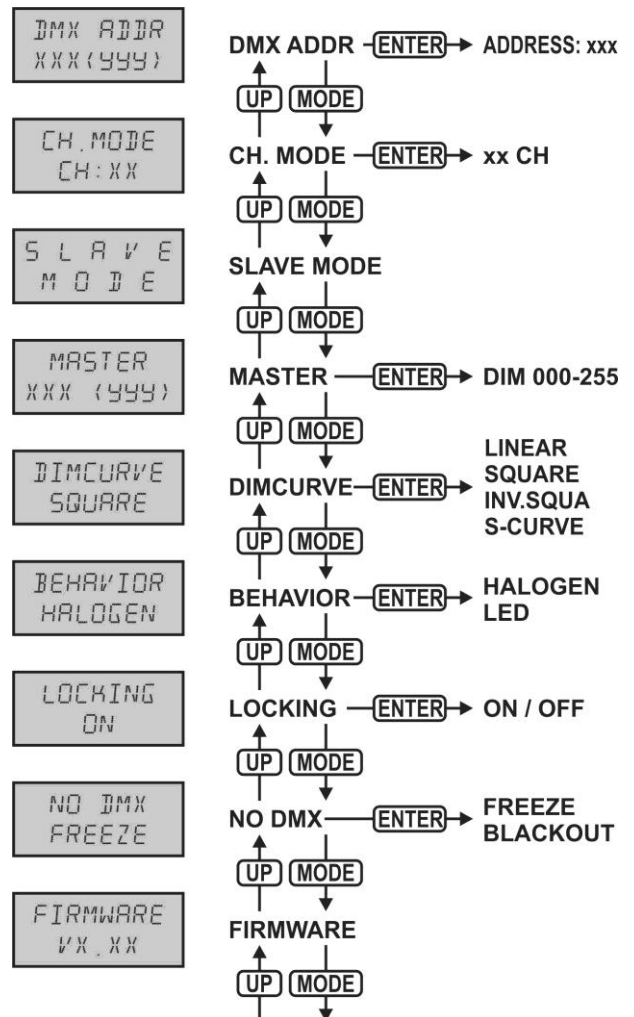 DMX ADDR
XXX(YYY)
DMX ADDR ENTER ADDRESS: xxx
UP MODE
CH.MODE
CH:XX
CH. MODE ENTER xx CH
UP MODE
SLAVE
MODE
SLAVE MODE
UP MODE
MASTER
XXX (YYY)
MASTER ENTER DIM 000-255
UP MODE
DIMCURVE
SQUARE
DIMCURVE ENTER
LINEAR
SQUARE
INV.SQUA
S-CURVE
UP MODE
BEHAVIOR
HALOGEN
BEHAVIOR ENTER
HALOGEN
LED
UP MODE
LOCKING
ON
LOCKING ENTER ON / OFF
UP MODE
NO DMX
FREEZE
NO DMX ENTER
FREEZE
BLACKOUT
UP MODE
FIRMWARE
VX.XX
FIRMWARE
UP MODE